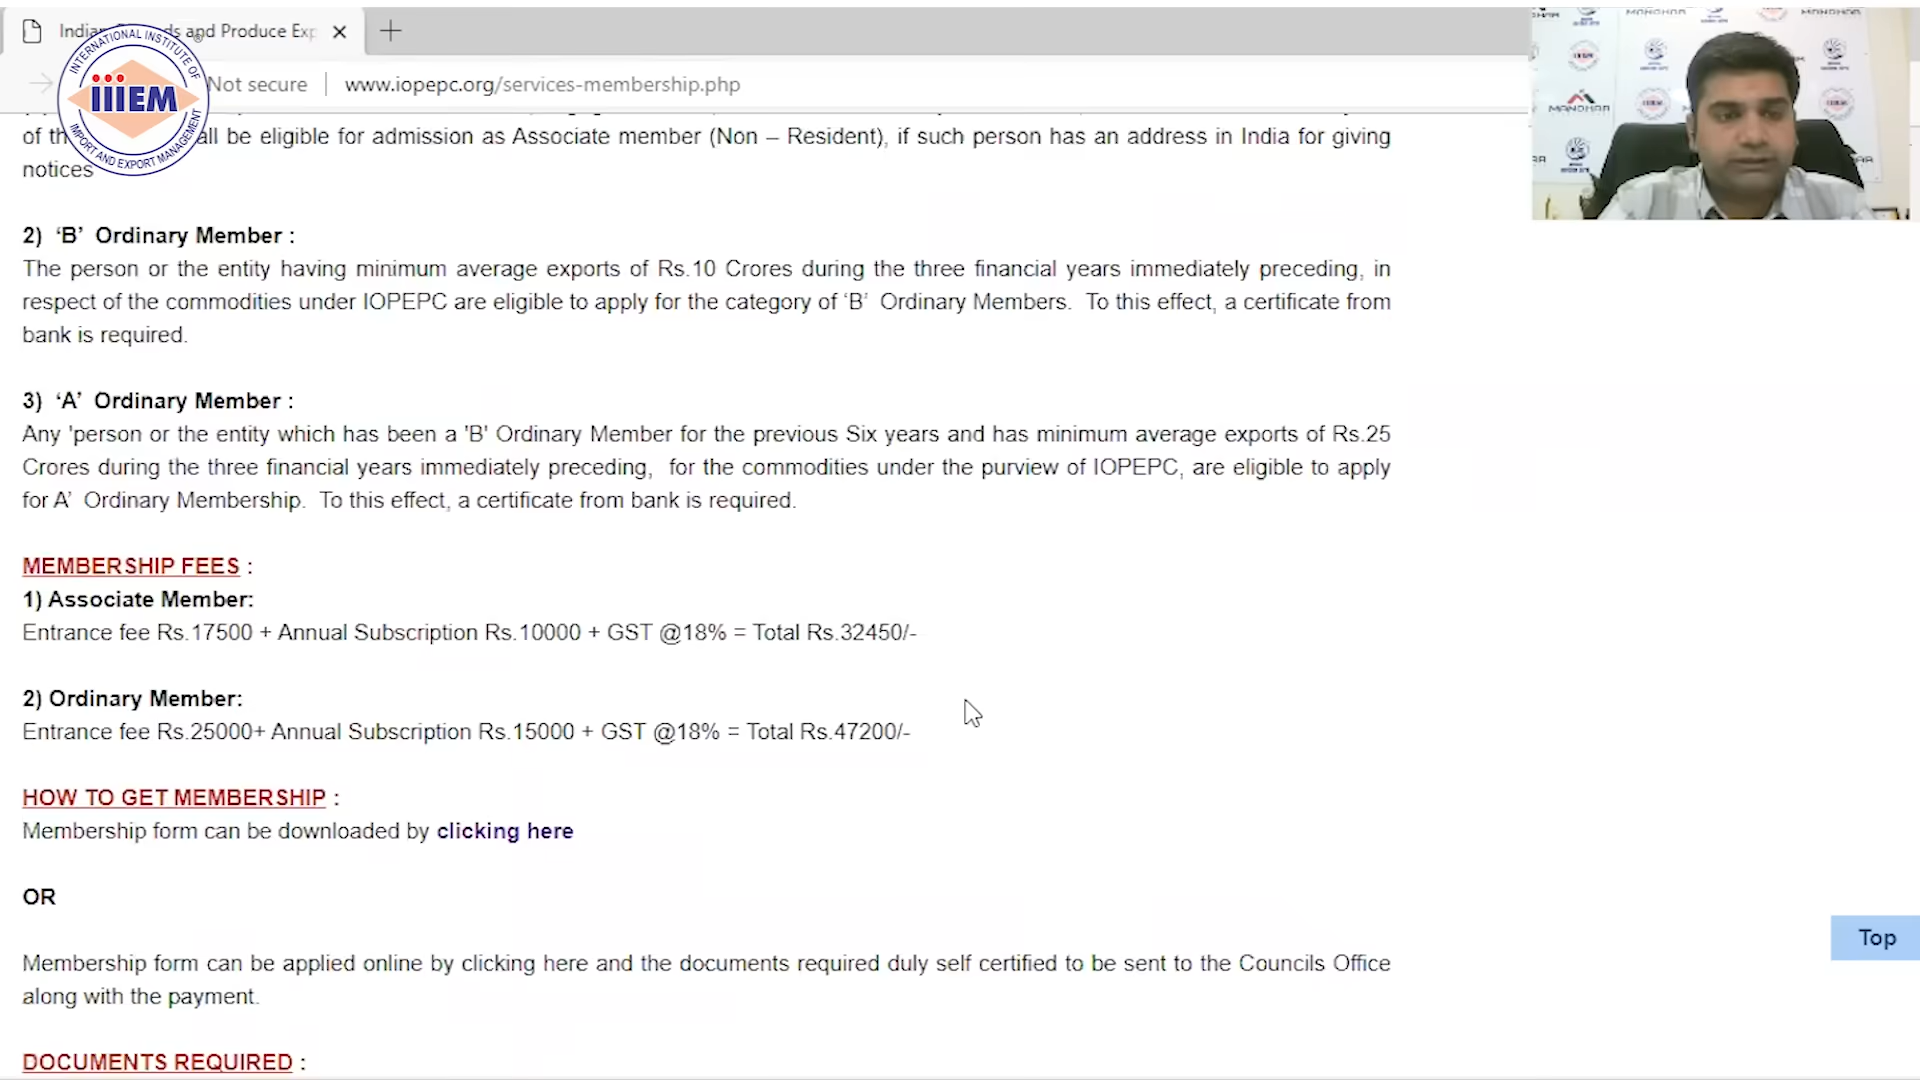 Indian ds and Produce Exp
Not secure | www.iopepc.org/services-membership.php
INTERNATIONAL INSTITUTE OF
iiiEM
IMPORT AND EXPORT MANAGEMENT
®
MANDHAR
of th all be eligible for admission as Associate member (Non – Resident), if such person has an address in India for giving
notices
2) ‘B’ Ordinary Member :
The person or the entity having minimum average exports of Rs.10 Crores during the three financial years immediately preceding, in
respect of the commodities under IOPEPC are eligible to apply for the category of ‘B’ Ordinary Members. To this effect, a certificate from
bank is required.
3) ‘A’ Ordinary Member :
Any 'person or the entity which has been a 'B' Ordinary Member for the previous Six years and has minimum average exports of Rs.25
Crores during the three financial years immediately preceding, for the commodities under the purview of IOPEPC, are eligible to apply
for A’ Ordinary Membership. To this effect, a certificate from bank is required.
MEMBERSHIP FEES :
1) Associate Member:
Entrance fee Rs.17500 + Annual Subscription Rs.10000 + GST @18% = Total Rs.32450/-
2) Ordinary Member:
Entrance fee Rs.25000+ Annual Subscription Rs.15000 + GST @18% = Total Rs.47200/-
HOW TO GET MEMBERSHIP :
Membership form can be downloaded by clicking here
OR
Top
Membership form can be applied online by clicking here and the documents required duly self certified to be sent to the Councils Office
along with the payment.
DOCUMENTS REQUIRED :